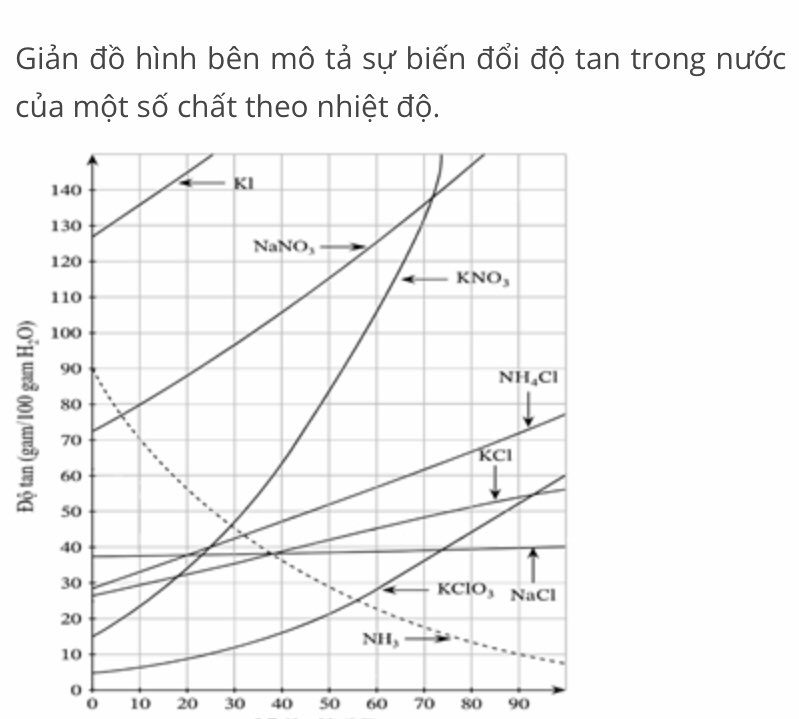 Giản đồ hình bên mô tả sự biến đổi độ tan trong nước
của một số chất theo nhiệt độ.
140
KI
130
NaNO₃
120
KNO₃
110
100
Độ tan (gam/100 gam H₂O)
90
NH₄Cl
80
70
KCl
60
50
40
30
KClO₃
NaCl
20
NH₃
10
0
0 10 20 30 40 50 60 70 80 90